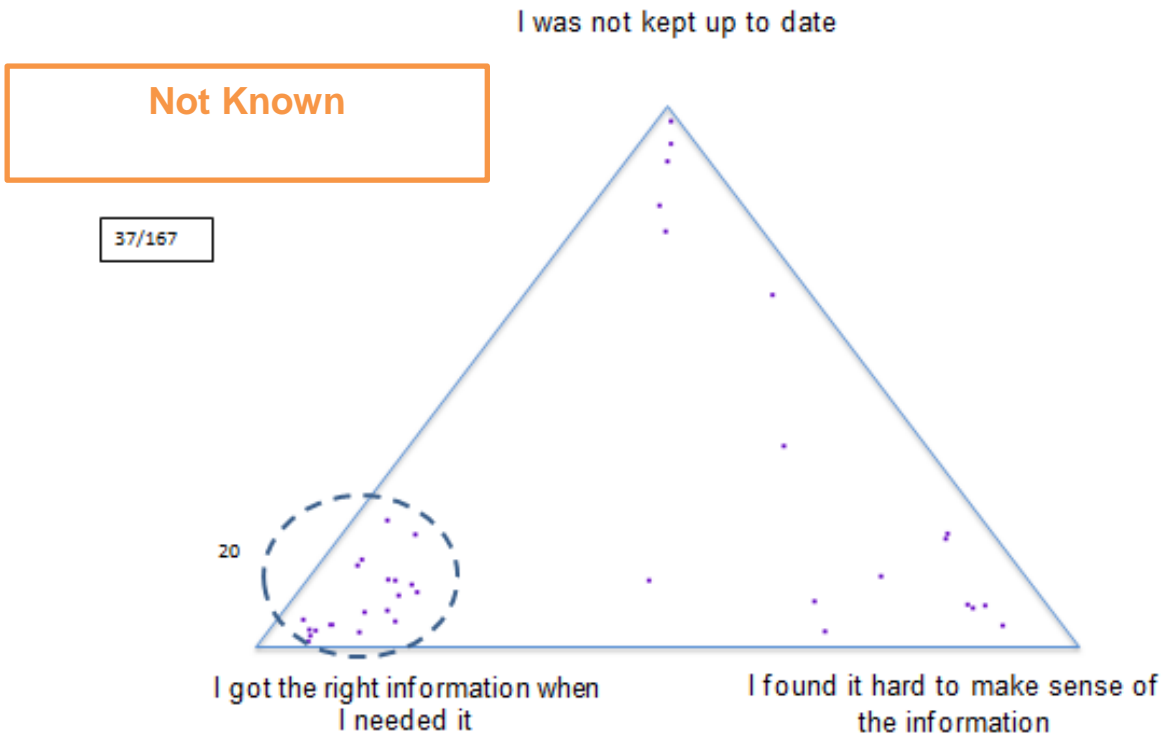 I was not kept up to date
Not Known
37/167
20
I got the right information when
I needed it
I found it hard to make sense of
the information